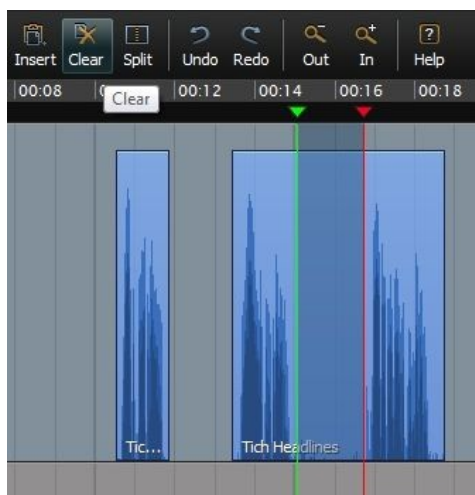 Insert Clear Split Undo Redo Out In Help
00:08 00:12 00:14 00:16 00:18
Clear
Tic... Tich Headlines